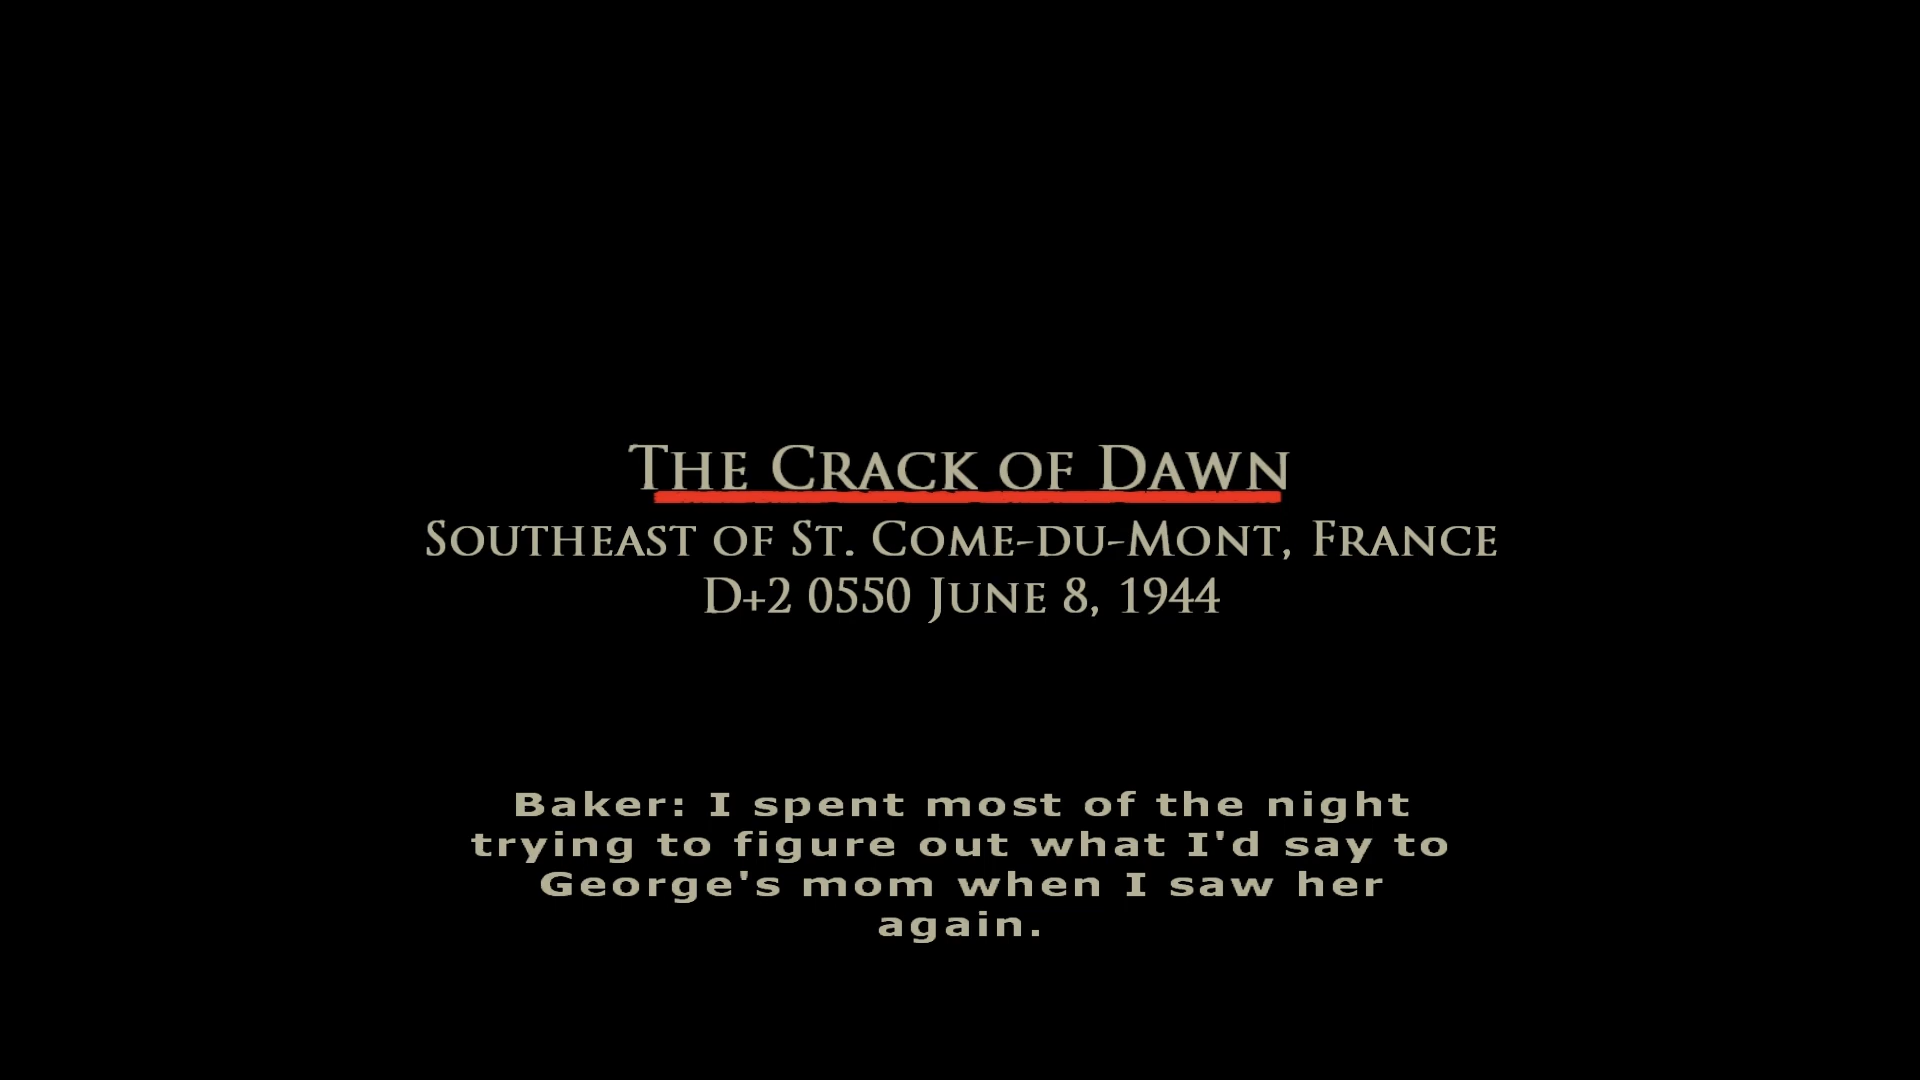 The Crack of Dawn
Southeast of St. Come-du-Mont, France
D+2 0550 June 8, 1944
Baker: I spent most of the night
trying to figure out what I'd say to
George's mom when I saw her
again.